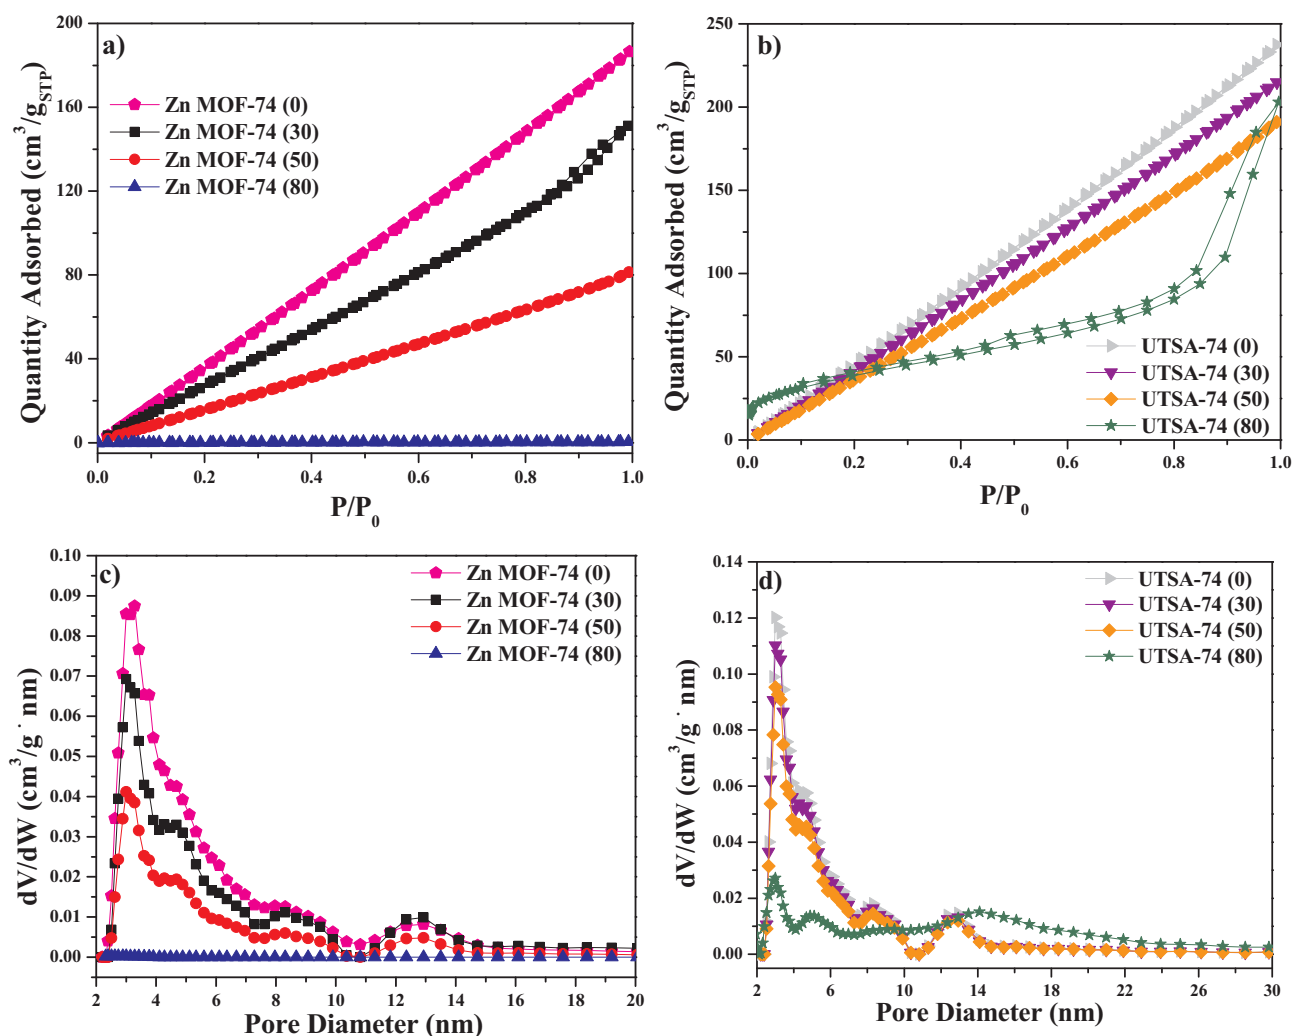 a)
Zn MOF-74 (0)
Zn MOF-74 (30)
Zn MOF-74 (50)
Zn MOF-74 (80)
Quantity Adsorbed (cm³/g_STP)
200
160
120
80
40
0
0.0 0.2 0.4 0.6 0.8 1.0
P/P₀
b)
UTSA-74 (0)
UTSA-74 (30)
UTSA-74 (50)
UTSA-74 (80)
Quantity Adsorbed (cm³/g_STP)
250
200
150
100
50
0
0.0 0.2 0.4 0.6 0.8 1.0
P/P₀
c)
Zn MOF-74 (0)
Zn MOF-74 (30)
Zn MOF-74 (50)
Zn MOF-74 (80)
dV/dW (cm³/g · nm)
0.10
0.09
0.08
0.07
0.06
0.05
0.04
0.03
0.02
0.01
0.00
2 4 6 8 10 12 14 16 18 20
Pore Diameter (nm)
d)
UTSA-74 (0)
UTSA-74 (30)
UTSA-74 (50)
UTSA-74 (80)
dV/dW (cm³/g · nm)
0.14
0.12
0.10
0.08
0.06
0.04
0.02
0.00
2 6 10 14 18 22 26 30
Pore Diameter (nm)